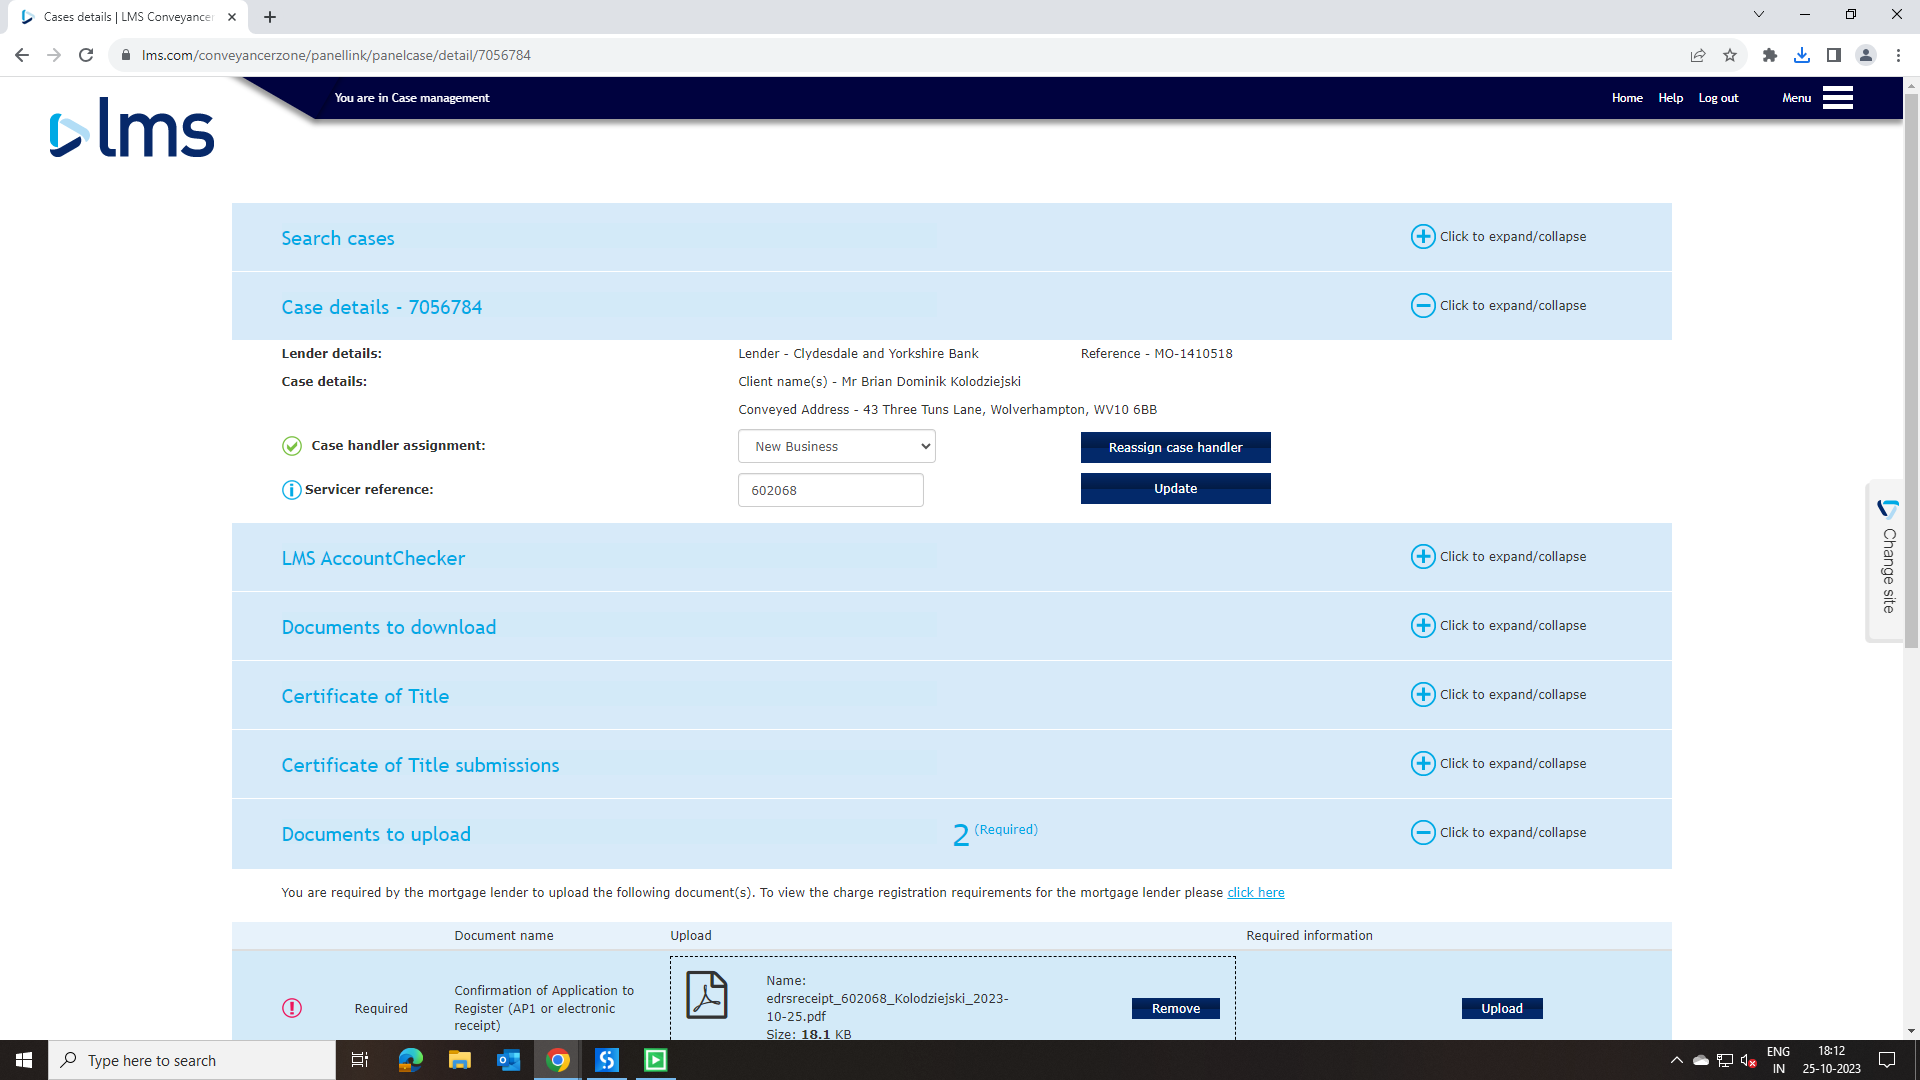 Cases details | LMS Conveyancer
lms.com/conveyancerzone/panellink/panelcase/detail/7056784
You are in Case management
Home
Help
Log out
Menu
lms
Search cases
Click to expand/collapse
Case details - 7056784
Click to expand/collapse
Lender details:
Lender - Clydesdale and Yorkshire Bank
Reference - MO-1410518
Case details:
Client name(s) - Mr Brian Dominik Kolodziejski
Conveyed Address - 43 Three Tuns Lane, Wolverhampton, WV10 6BB
Case handler assignment:
New Business
Reassign case handler
Servicer reference:
602068
Update
Change site
LMS AccountChecker
Click to expand/collapse
Documents to download
Click to expand/collapse
Certificate of Title
Click to expand/collapse
Certificate of Title submissions
Click to expand/collapse
Documents to upload
2 (Required)
Click to expand/collapse
You are required by the mortgage lender to upload the following document(s). To view the charge registration requirements for the mortgage lender please click here
Document name
Upload
Required information
Required
Confirmation of Application to
Register (AP1 or electronic
receipt)
Name:
edrsreceipt_602068_Kolodziejski_2023-
10-25.pdf
Size: 18.1 KB
Remove
Upload
Type here to search
ENG
IN
18:12
25-10-2023